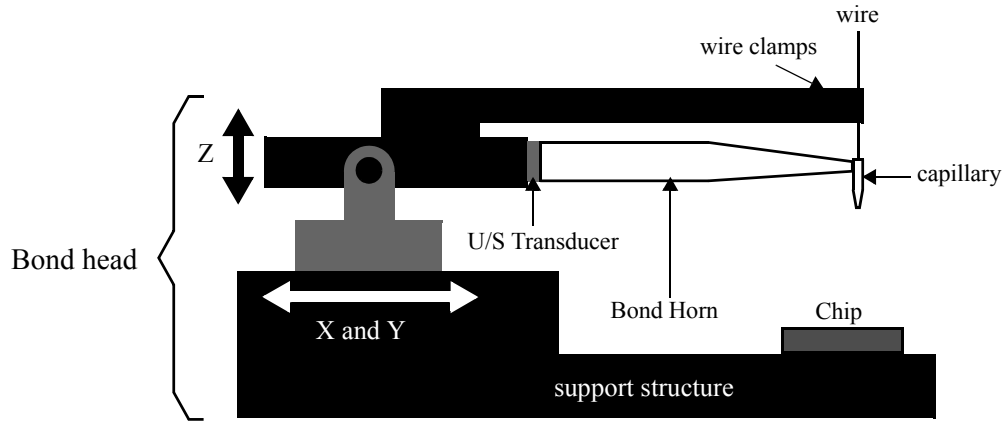 wire
wire clamps
Z
capillary
U/S Transducer
Bond head
Bond Horn
Chip
X and Y
support structure